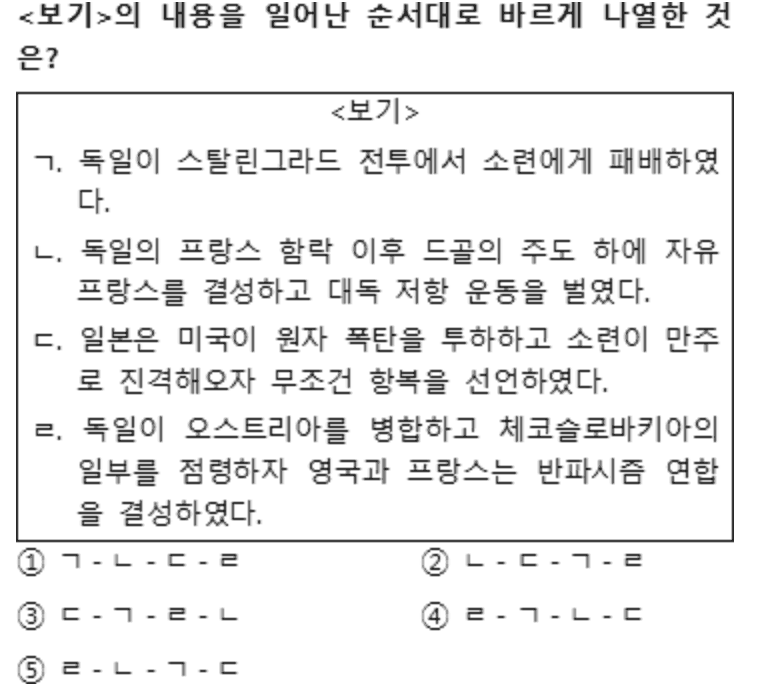 <보기>의 내용을 일어난 순서대로 바르게 나열한 것
은?
<보기>
ㄱ. 독일이 스탈린그라드 전투에서 소련에게 패배하였
다.
ㄴ. 독일의 프랑스 함락 이후 드골의 주도 하에 자유
프랑스를 결성하고 대독 저항 운동을 벌였다.
ㄷ. 일본은 미국이 원자 폭탄을 투하하고 소련이 만주
로 진격해오자 무조건 항복을 선언하였다.
ㄹ. 독일이 오스트리아를 병합하고 체코슬로바키아의
일부를 점령하자 영국과 프랑스는 반파시즘 연합
을 결성하였다.
① ㄱ - ㄴ - ㄷ - ㄹ ② ㄴ - ㄷ - ㄱ - ㄹ
③ ㄷ - ㄱ - ㄹ - ㄴ ④ ㄹ - ㄱ - ㄴ - ㄷ
⑤ ㄹ - ㄴ - ㄱ - ㄷ